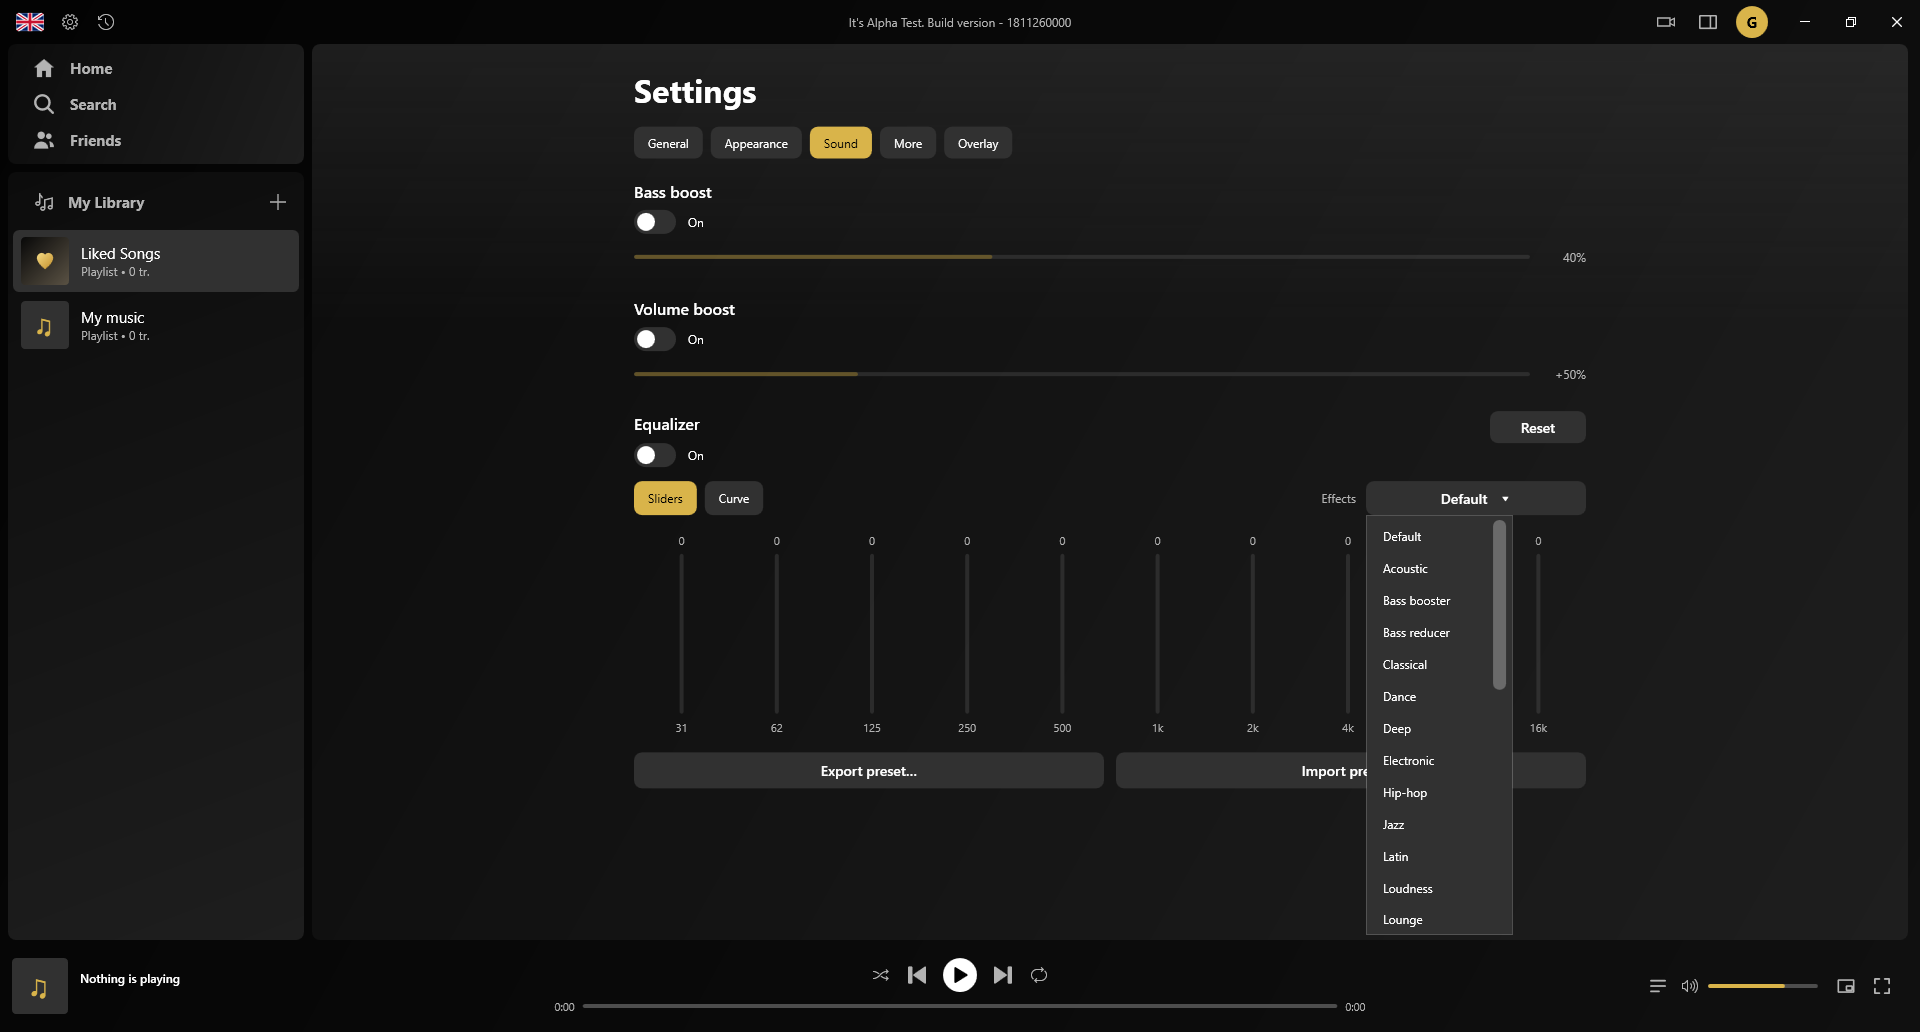 It's Alpha Test. Build version - 1811260000
G
Home
Search
Friends
My Library
Liked Songs
Playlist • 0 tr.
My music
Playlist • 0 tr.
Settings
General
Appearance
Sound
More
Overlay
Bass boost
On
40%
Volume boost
On
+50%
Equalizer
Reset
On
Sliders
Curve
Effects
Default
0 0 0 0 0 0 0 0 0
31 62 125 250 500 1k 2k 4k 16k
Export preset...
Import pre
Default
Acoustic
Bass booster
Bass reducer
Classical
Dance
Deep
Electronic
Hip-hop
Jazz
Latin
Loudness
Lounge
Nothing is playing
0:00
0:00